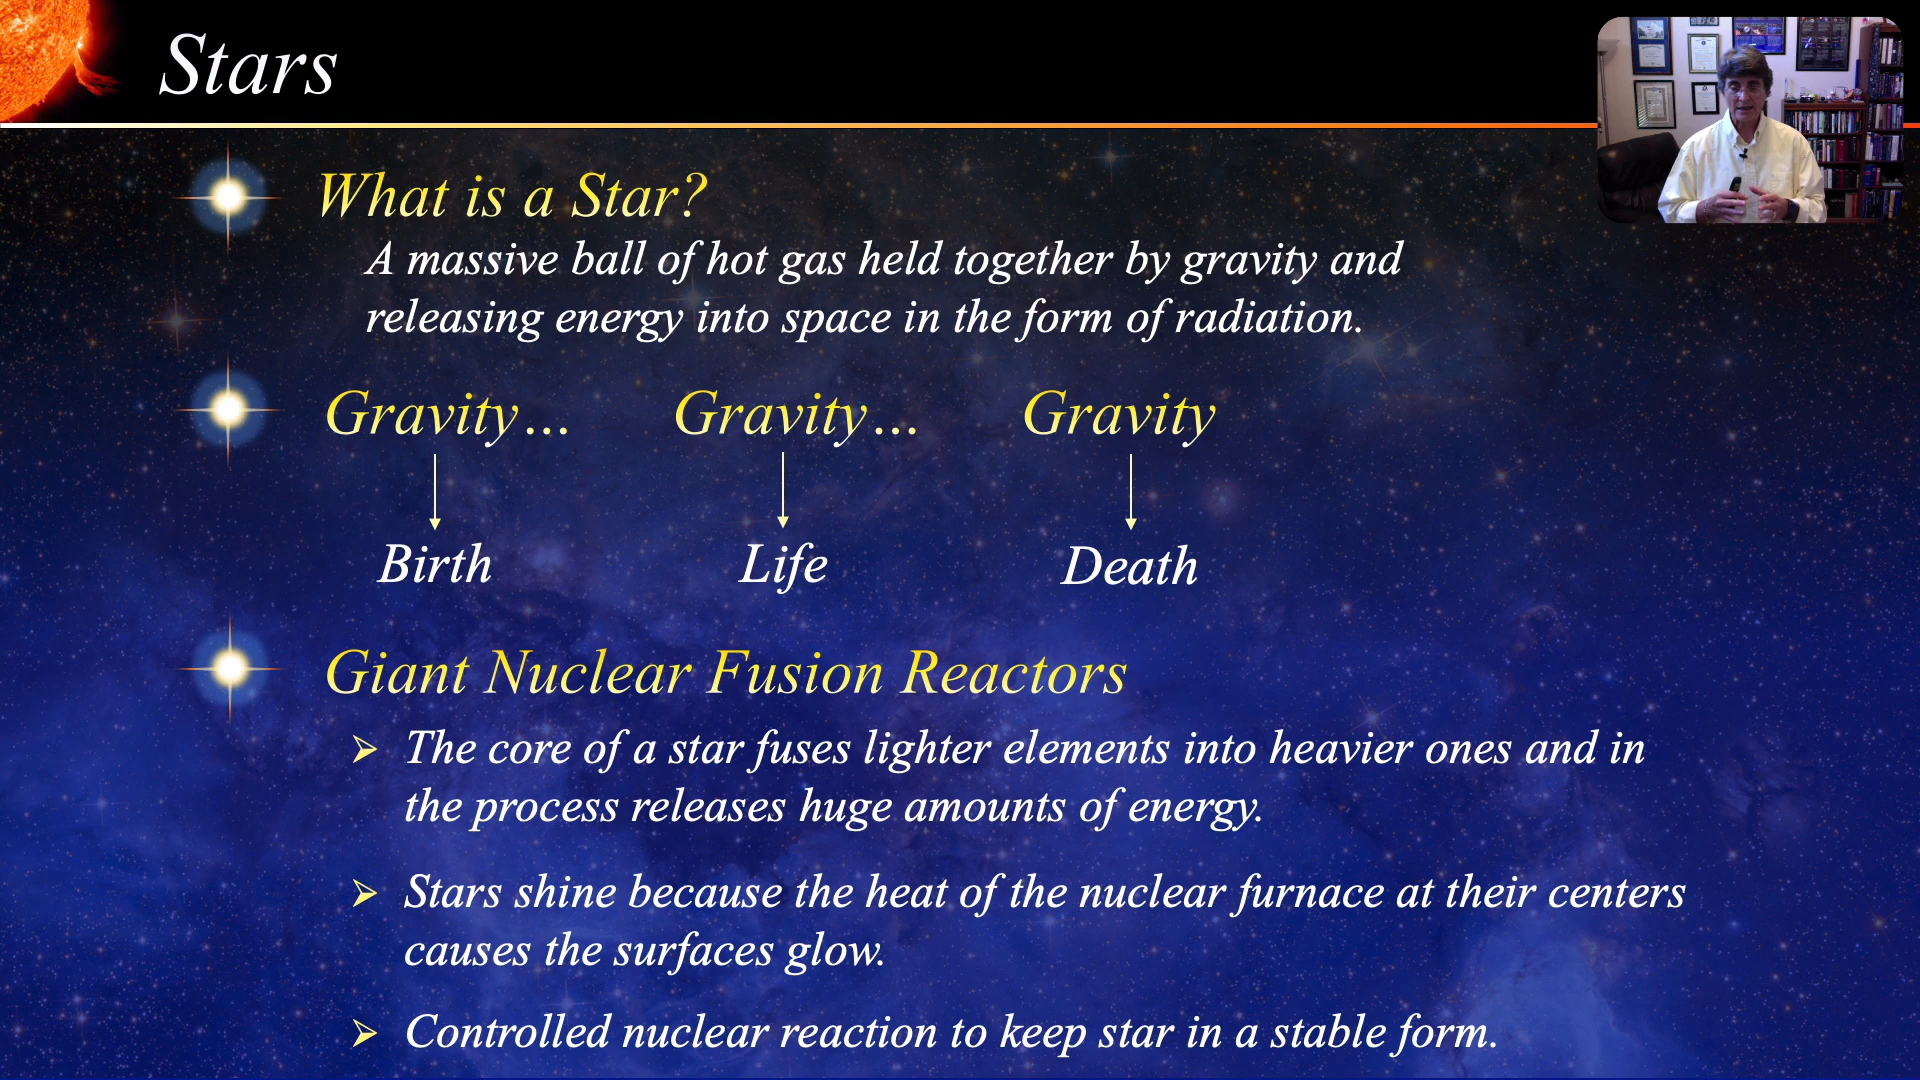 Stars
What is a Star?
A massive ball of hot gas held together by gravity and
releasing energy into space in the form of radiation.
Gravity... Gravity... Gravity
Birth Life Death
Giant Nuclear Fusion Reactors
The core of a star fuses lighter elements into heavier ones and in
the process releases huge amounts of energy.
Stars shine because the heat of the nuclear furnace at their centers
causes the surfaces glow.
Controlled nuclear reaction to keep star in a stable form.